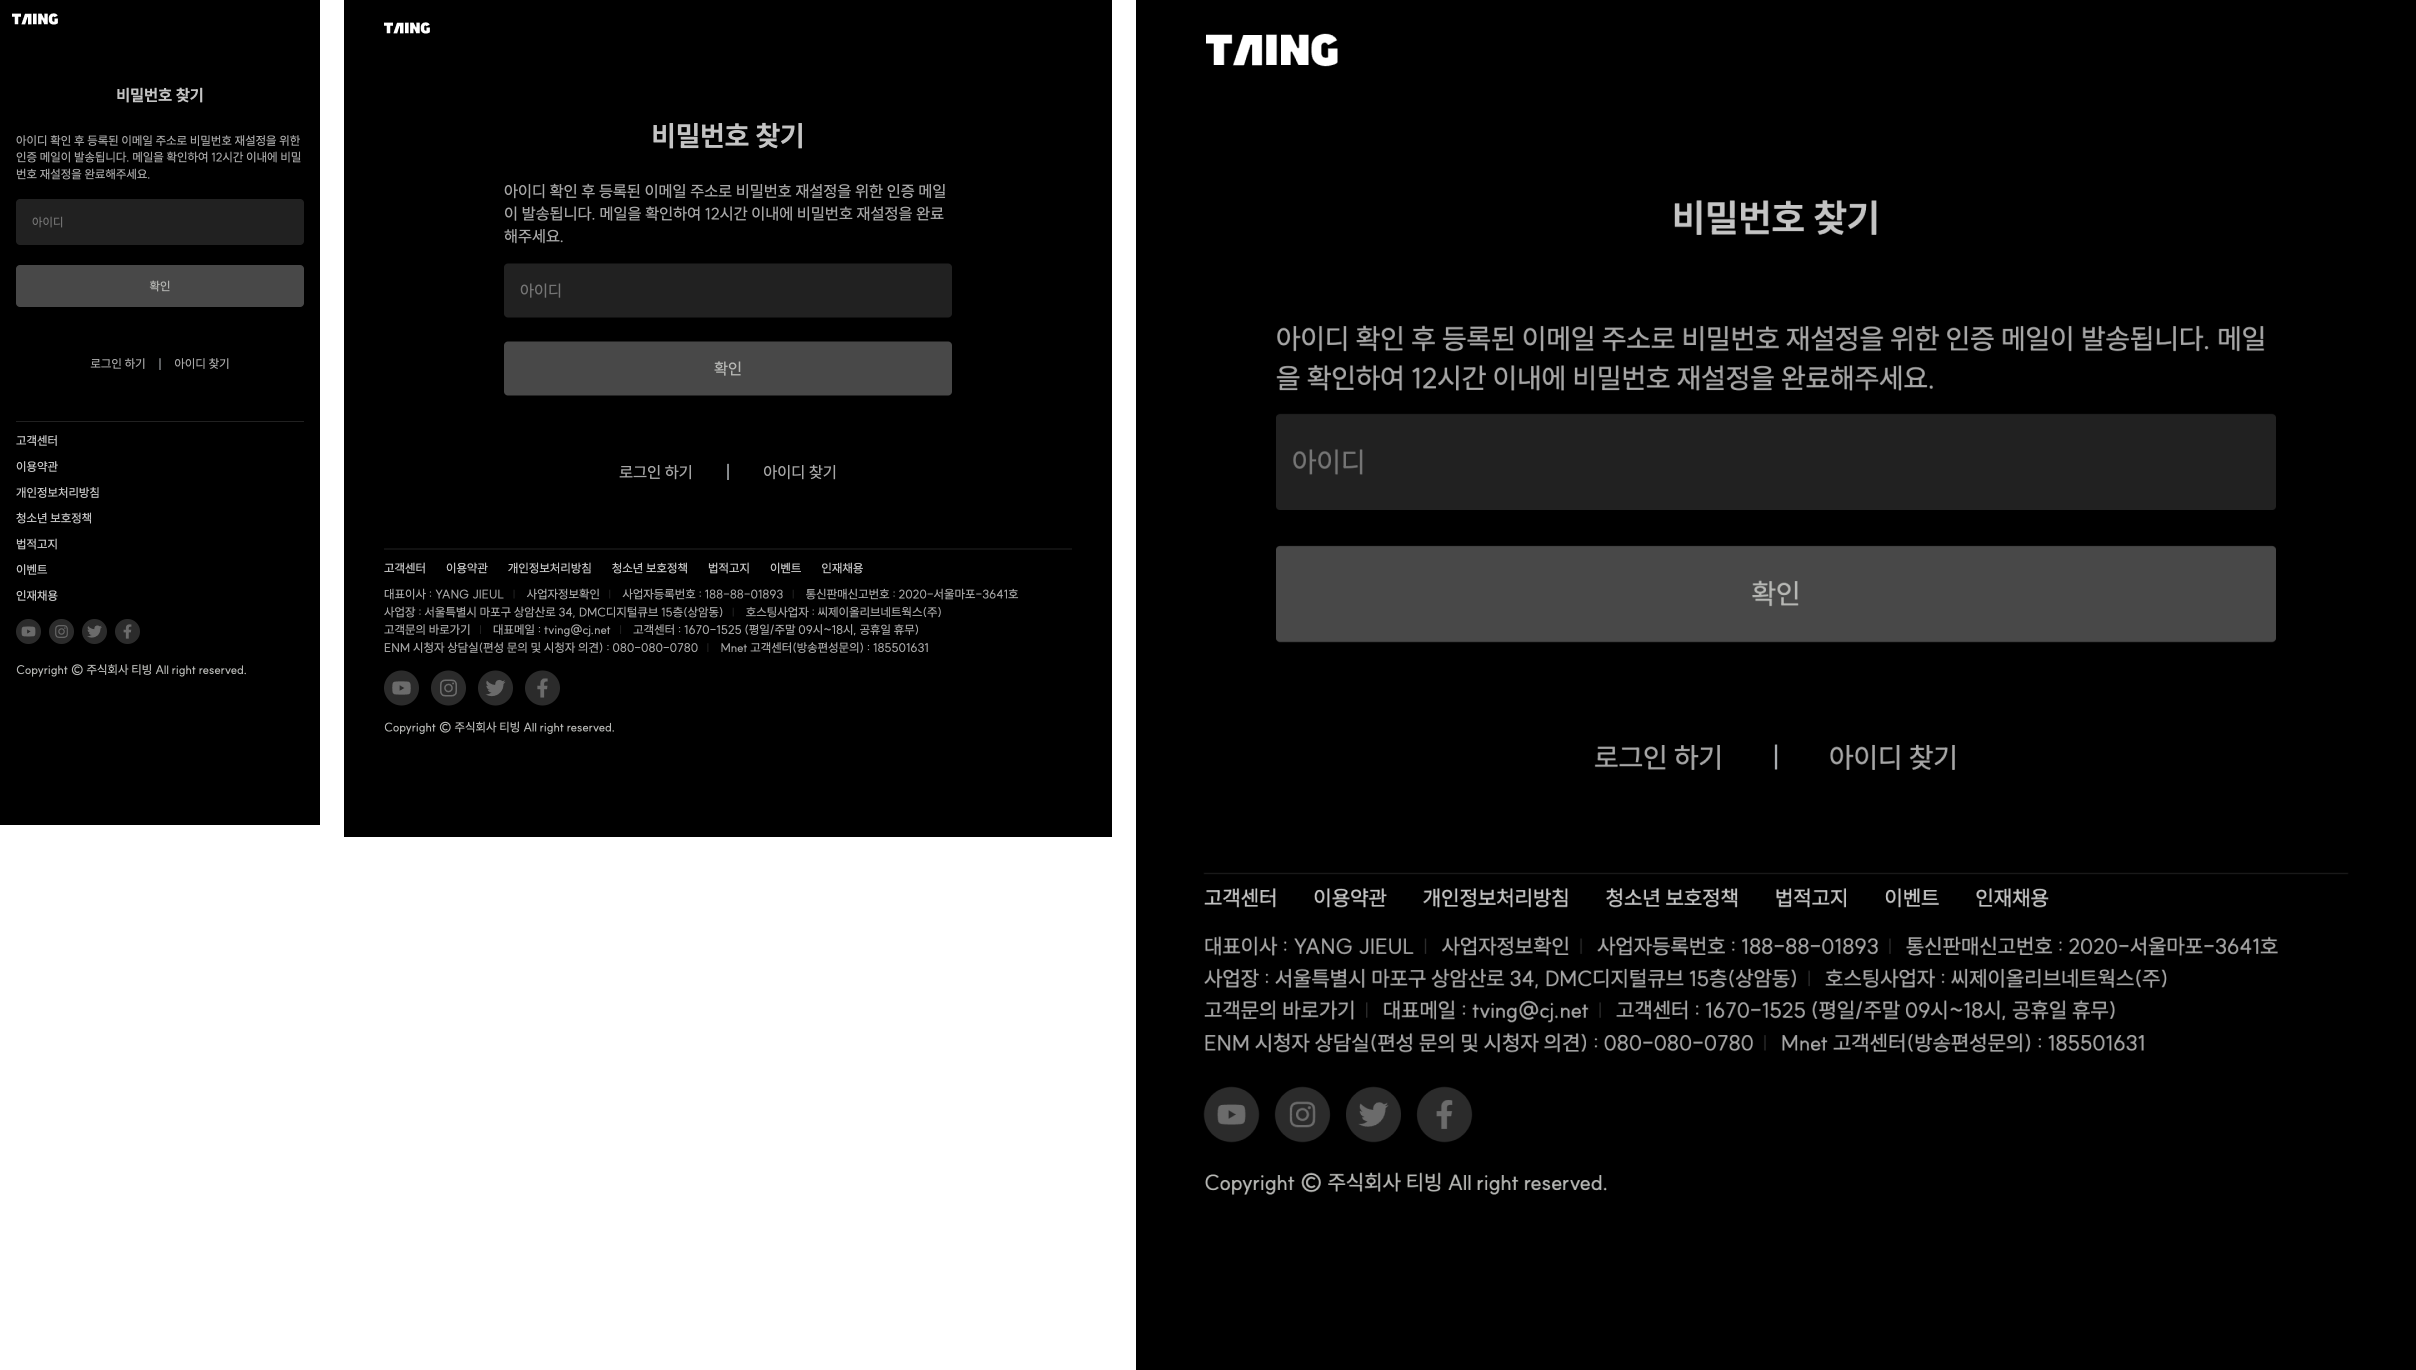 TAING
비밀번호 찾기
아이디 확인 후 등록된 이메일 주소로 비밀번호 재설정을 위한
인증 메일이 발송됩니다. 메일을 확인하여 12시간 이내에 비밀
번호 재설정을 완료해주세요.
아이디
확인
로그인 하기 | 아이디 찾기
고객센터
이용약관
개인정보처리방침
청소년 보호정책
법적고지
이벤트
인재채용
Copyright © 주식회사 티빙 All right reserved.
TAING
비밀번호 찾기
아이디 확인 후 등록된 이메일 주소로 비밀번호 재설정을 위한 인증 메일
이 발송됩니다. 메일을 확인하여 12시간 이내에 비밀번호 재설정을 완료
해주세요.
아이디
확인
로그인 하기 | 아이디 찾기
고객센터 이용약관 개인정보처리방침 청소년 보호정책 법적고지 이벤트 인재채용
대표이사 : YANG JIEUL | 사업자정보확인 | 사업자등록번호 : 188-88-01893 | 통신판매신고번호 : 2020-서울마포-3641호
사업장 : 서울특별시 마포구 상암산로 34, DMC디지털큐브 15층(상암동) | 호스팅사업자 : 씨제이올리브네트웍스(주)
고객문의 바로가기 | 대표메일 : tving@cj.net | 고객센터 : 1670-1525 (평일/주말 09시~18시, 공휴일 휴무)
ENM 시청자 상담실(편성 문의 및 시청자 의견) : 080-080-0780 | Mnet 고객센터(방송편성문의) : 185501631
Copyright © 주식회사 티빙 All right reserved.
TAING
비밀번호 찾기
아이디 확인 후 등록된 이메일 주소로 비밀번호 재설정을 위한 인증 메일이 발송됩니다. 메일
을 확인하여 12시간 이내에 비밀번호 재설정을 완료해주세요.
아이디
확인
로그인 하기 | 아이디 찾기
고객센터 이용약관 개인정보처리방침 청소년 보호정책 법적고지 이벤트 인재채용
대표이사 : YANG JIEUL | 사업자정보확인 | 사업자등록번호 : 188-88-01893 | 통신판매신고번호 : 2020-서울마포-3641호
사업장 : 서울특별시 마포구 상암산로 34, DMC디지털큐브 15층(상암동) | 호스팅사업자 : 씨제이올리브네트웍스(주)
고객문의 바로가기 | 대표메일 : tving@cj.net | 고객센터 : 1670-1525 (평일/주말 09시~18시, 공휴일 휴무)
ENM 시청자 상담실(편성 문의 및 시청자 의견) : 080-080-0780 | Mnet 고객센터(방송편성문의) : 185501631
Copyright © 주식회사 티빙 All right reserved.